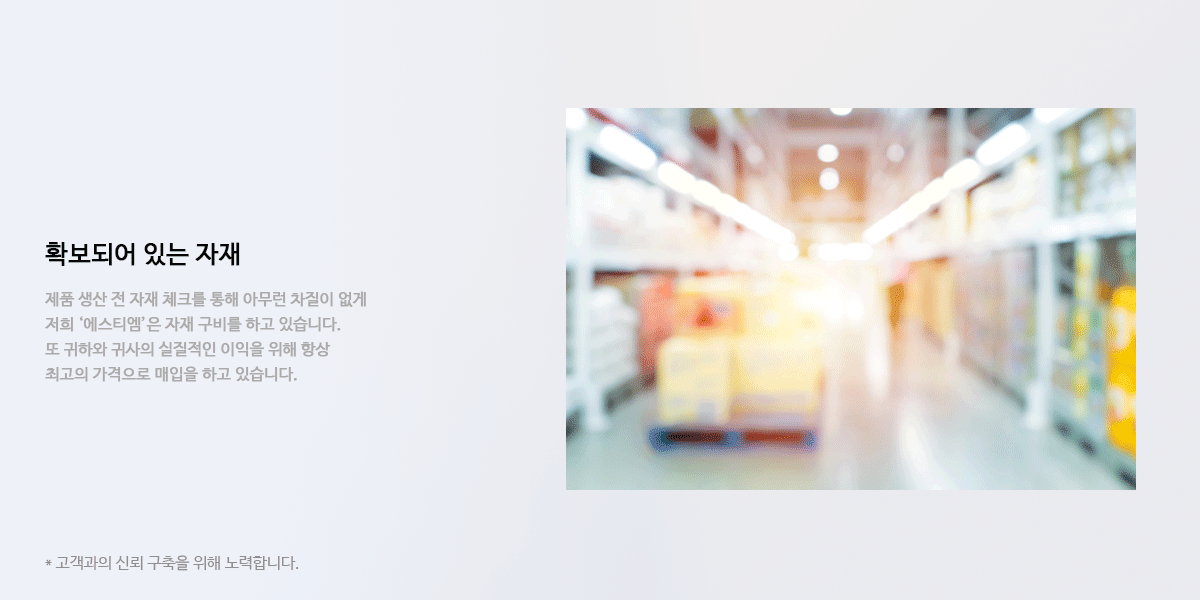 확보되어 있는 자재
제품 생산 전 자재 체크를 통해 아무런 차질이 없게
저희 ‘에스티엠’은 자재 구비를 하고 있습니다.
또 귀하와 귀사의 실질적인 이익을 위해 항상
최고의 가격으로 매입을 하고 있습니다.
* 고객과의 신뢰 구축을 위해 노력합니다.